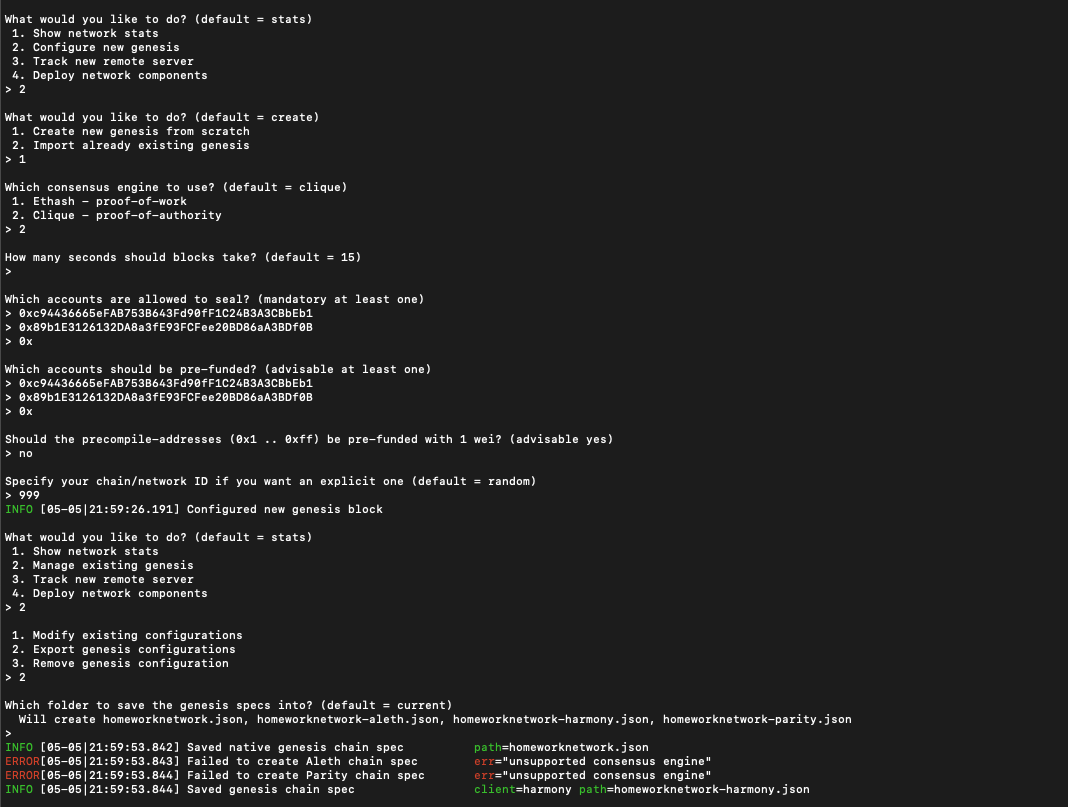 What would you like to do? (default = stats)
1. Show network stats
2. Configure new genesis
3. Track new remote server
4. Deploy network components
> 2
What would you like to do? (default = create)
1. Create new genesis from scratch
2. Import already existing genesis
> 1
Which consensus engine to use? (default = clique)
1. Ethash - proof-of-work
2. Clique - proof-of-authority
> 2
How many seconds should blocks take? (default = 15)
>
Which accounts are allowed to seal? (mandatory at least one)
> 0xc94436665eFAB753B643Fd90fF1C24B3A3CBbEb1
> 0x89b1E3126132DA8a3fE93FCFee20BD86aA3BDf0B
> 0x
Which accounts should be pre-funded? (advisable at least one)
> 0xc94436665eFAB753B643Fd90fF1C24B3A3CBbEb1
> 0x89b1E3126132DA8a3fE93FCFee20BD86aA3BDf0B
> 0x
Should the precompile-addresses (0x1 .. 0xff) be pre-funded with 1 wei? (advisable yes)
> no
Specify your chain/network ID if you want an explicit one (default = random)
> 999
INFO [05-05|21:59:26.191] Configured new genesis block
What would you like to do? (default = stats)
1. Show network stats
2. Manage existing genesis
3. Track new remote server
4. Deploy network components
> 2
1. Modify existing configurations
2. Export genesis configurations
3. Remove genesis configuration
> 2
Which folder to save the genesis specs into? (default = current)
Will create homeworknetwork.json, homeworknetwork-aleth.json, homeworknetwork-harmony.json, homeworknetwork-parity.json
>
INFO [05-05|21:59:53.842] Saved native genesis chain spec path=homeworknetwork.json
ERROR[05-05|21:59:53.843] Failed to create Aleth chain spec err="unsupported consensus engine"
ERROR[05-05|21:59:53.844] Failed to create Parity chain spec err="unsupported consensus engine"
INFO [05-05|21:59:53.844] Saved genesis chain spec client=harmony path=homeworknetwork-harmony.json